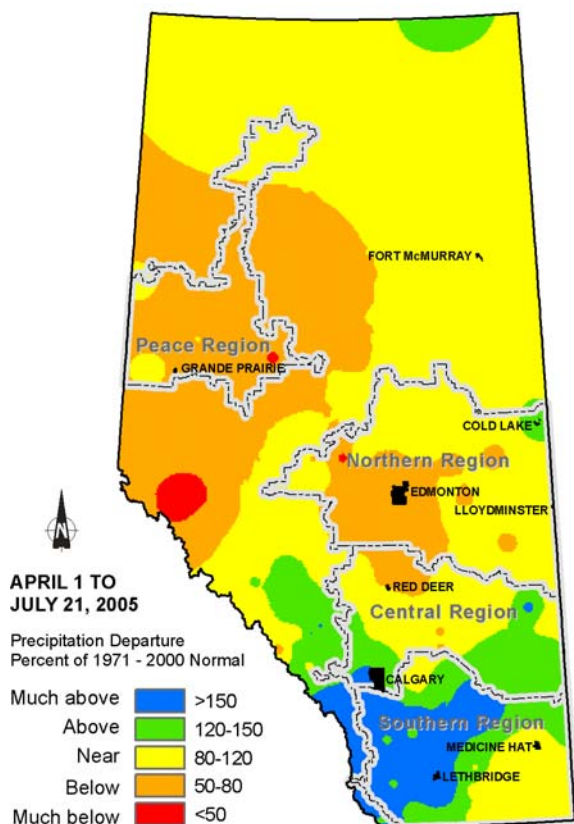 FORT McMURRAY
Peace Region
GRANDE PRAIRIE
COLD LAKE
Northern Region
EDMONTON
LLOYDMINSTER
N
APRIL 1 TO
JULY 21, 2005
RED DEER
Central Region
Precipitation Departure
Percent of 1971 - 2000 Normal
CALGARY
Much above >150
Above 120-150
Southern Region
Near 80-120
MEDICINE HAT
Below 50-80
LETHBRIDGE
Much below <50